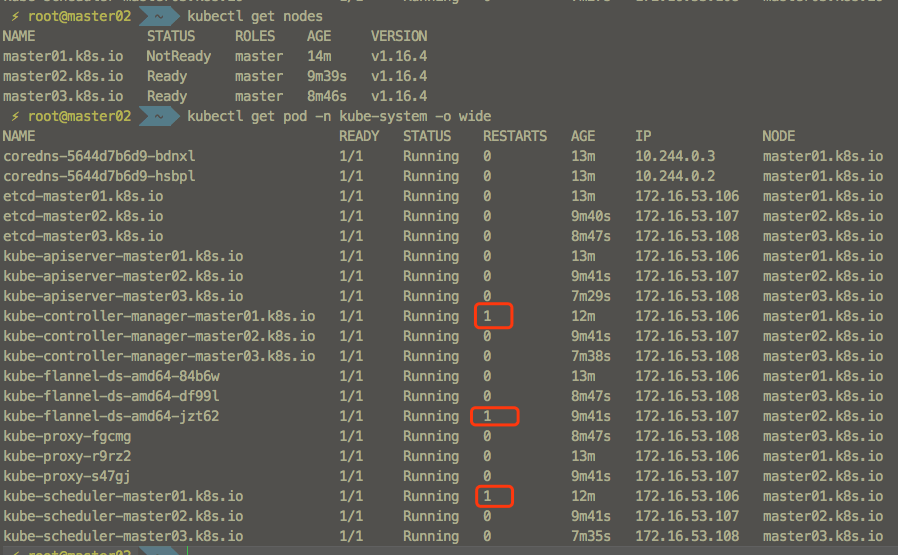 ⚡ root@master02 ~ kubectl get nodes
NAME STATUS ROLES AGE VERSION
master01.k8s.io NotReady master 14m v1.16.4
master02.k8s.io Ready master 9m39s v1.16.4
master03.k8s.io Ready master 8m46s v1.16.4
⚡ root@master02 ~ kubectl get pod -n kube-system -o wide
NAME READY STATUS RESTARTS AGE IP NODE
coredns-5644d7b6d9-bdnxl 1/1 Running 0 13m 10.244.0.3 master01.k8s.io
coredns-5644d7b6d9-hsbpl 1/1 Running 0 13m 10.244.0.2 master01.k8s.io
etcd-master01.k8s.io 1/1 Running 0 13m 172.16.53.106 master01.k8s.io
etcd-master02.k8s.io 1/1 Running 0 9m40s 172.16.53.107 master02.k8s.io
etcd-master03.k8s.io 1/1 Running 0 8m47s 172.16.53.108 master03.k8s.io
kube-apiserver-master01.k8s.io 1/1 Running 0 13m 172.16.53.106 master01.k8s.io
kube-apiserver-master02.k8s.io 1/1 Running 0 9m41s 172.16.53.107 master02.k8s.io
kube-apiserver-master03.k8s.io 1/1 Running 0 7m29s 172.16.53.108 master03.k8s.io
kube-controller-manager-master01.k8s.io 1/1 Running 1 12m 172.16.53.106 master01.k8s.io
kube-controller-manager-master02.k8s.io 1/1 Running 0 9m41s 172.16.53.107 master02.k8s.io
kube-controller-manager-master03.k8s.io 1/1 Running 0 7m38s 172.16.53.108 master03.k8s.io
kube-flannel-ds-amd64-84b6w 1/1 Running 0 13m 172.16.53.106 master01.k8s.io
kube-flannel-ds-amd64-df99l 1/1 Running 0 8m47s 172.16.53.108 master03.k8s.io
kube-flannel-ds-amd64-jzt62 1/1 Running 1 9m41s 172.16.53.107 master02.k8s.io
kube-proxy-fgcmg 1/1 Running 0 8m47s 172.16.53.108 master03.k8s.io
kube-proxy-r9rz2 1/1 Running 0 13m 172.16.53.106 master01.k8s.io
kube-proxy-s47gj 1/1 Running 0 9m41s 172.16.53.107 master02.k8s.io
kube-scheduler-master01.k8s.io 1/1 Running 1 12m 172.16.53.106 master01.k8s.io
kube-scheduler-master02.k8s.io 1/1 Running 0 9m41s 172.16.53.107 master02.k8s.io
kube-scheduler-master03.k8s.io 1/1 Running 0 7m35s 172.16.53.108 master03.k8s.io
⚡ root@master02 ~